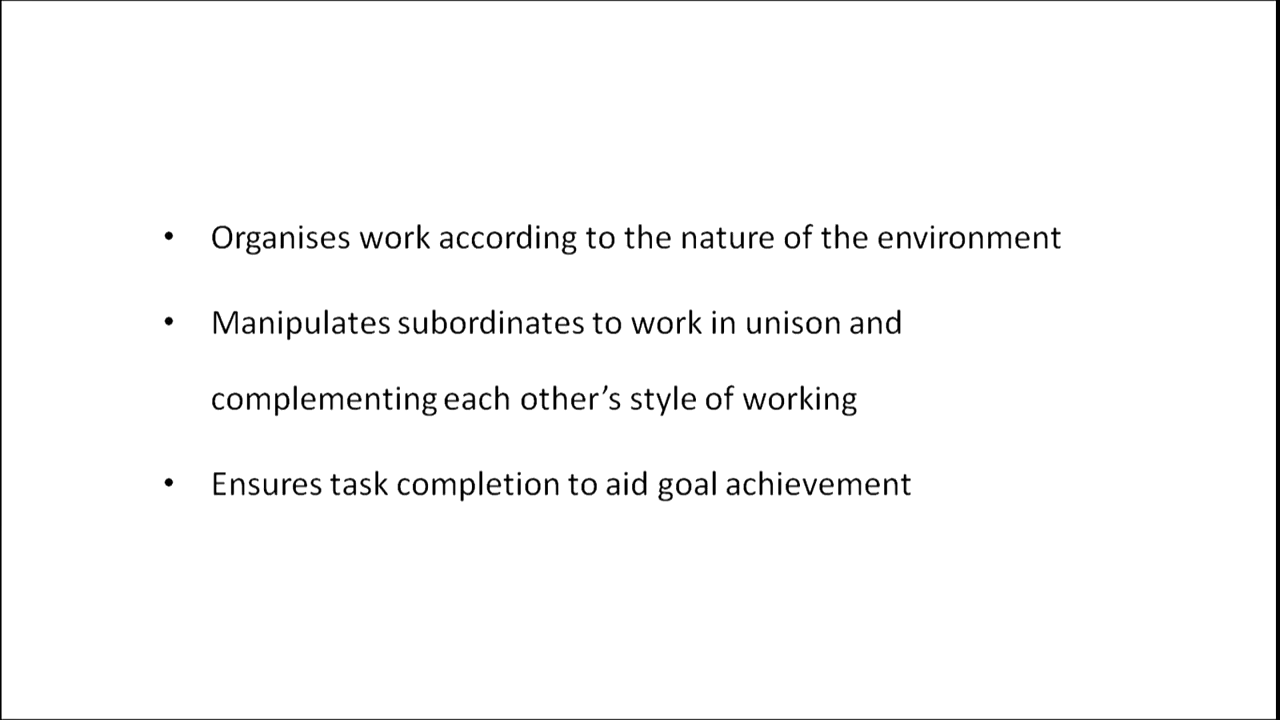 • Organises work according to the nature of the environment
• Manipulates subordinates to work in unison and
complementing each other’s style of working
• Ensures task completion to aid goal achievement